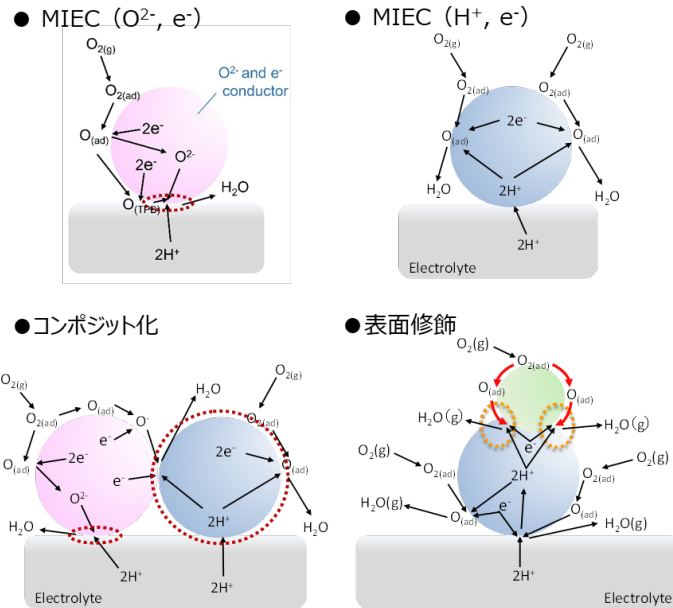 ● MIEC（O²⁻, e⁻）
O₂(g)
O₂(ad)
O²⁻ and e⁻
conductor
O(ad)
2e⁻
2e⁻
O²⁻
O(TPB)
H₂O
2H⁺
● MIEC（H⁺, e⁻）
O₂(g)
O₂(g)
O₂(ad)
O₂(ad)
2e⁻
O(ad)
O(ad)
H₂O
2H⁺
H₂O
2H⁺
Electrolyte
●コンポジット化
O₂(g)
O₂(ad)
O(ad)
O⁻
H₂O
O₂(g)
O₂(ad)
e⁻
O(ad)
2e⁻
e⁻
2e⁻
O(ad)
O²⁻
2H⁺
H₂O
H₂O
2H⁺
2H⁺
Electrolyte
●表面修飾
O₂(g)
O₂(ad)
O(ad)
O(ad)
H₂O(g)
H₂O(g)
e⁻
O₂(g)
O₂(g)
O₂(ad)
2H⁺
O₂(ad)
H₂O(g)
e⁻
O(ad)
O(ad)
H₂O(g)
2H⁺
Electrolyte